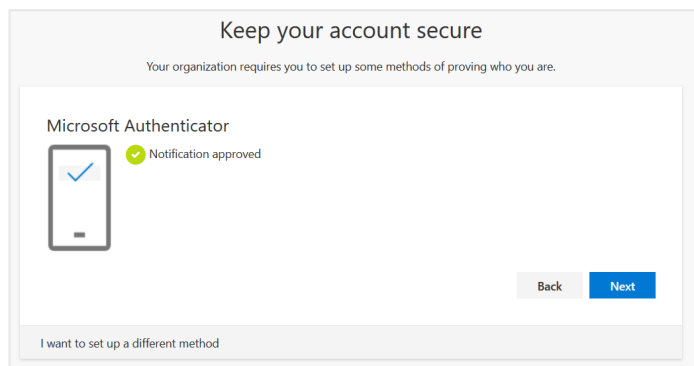 Keep your account secure
Your organization requires you to set up some methods of proving who you are.
Microsoft Authenticator
Notification approved
Back
Next
I want to set up a different method